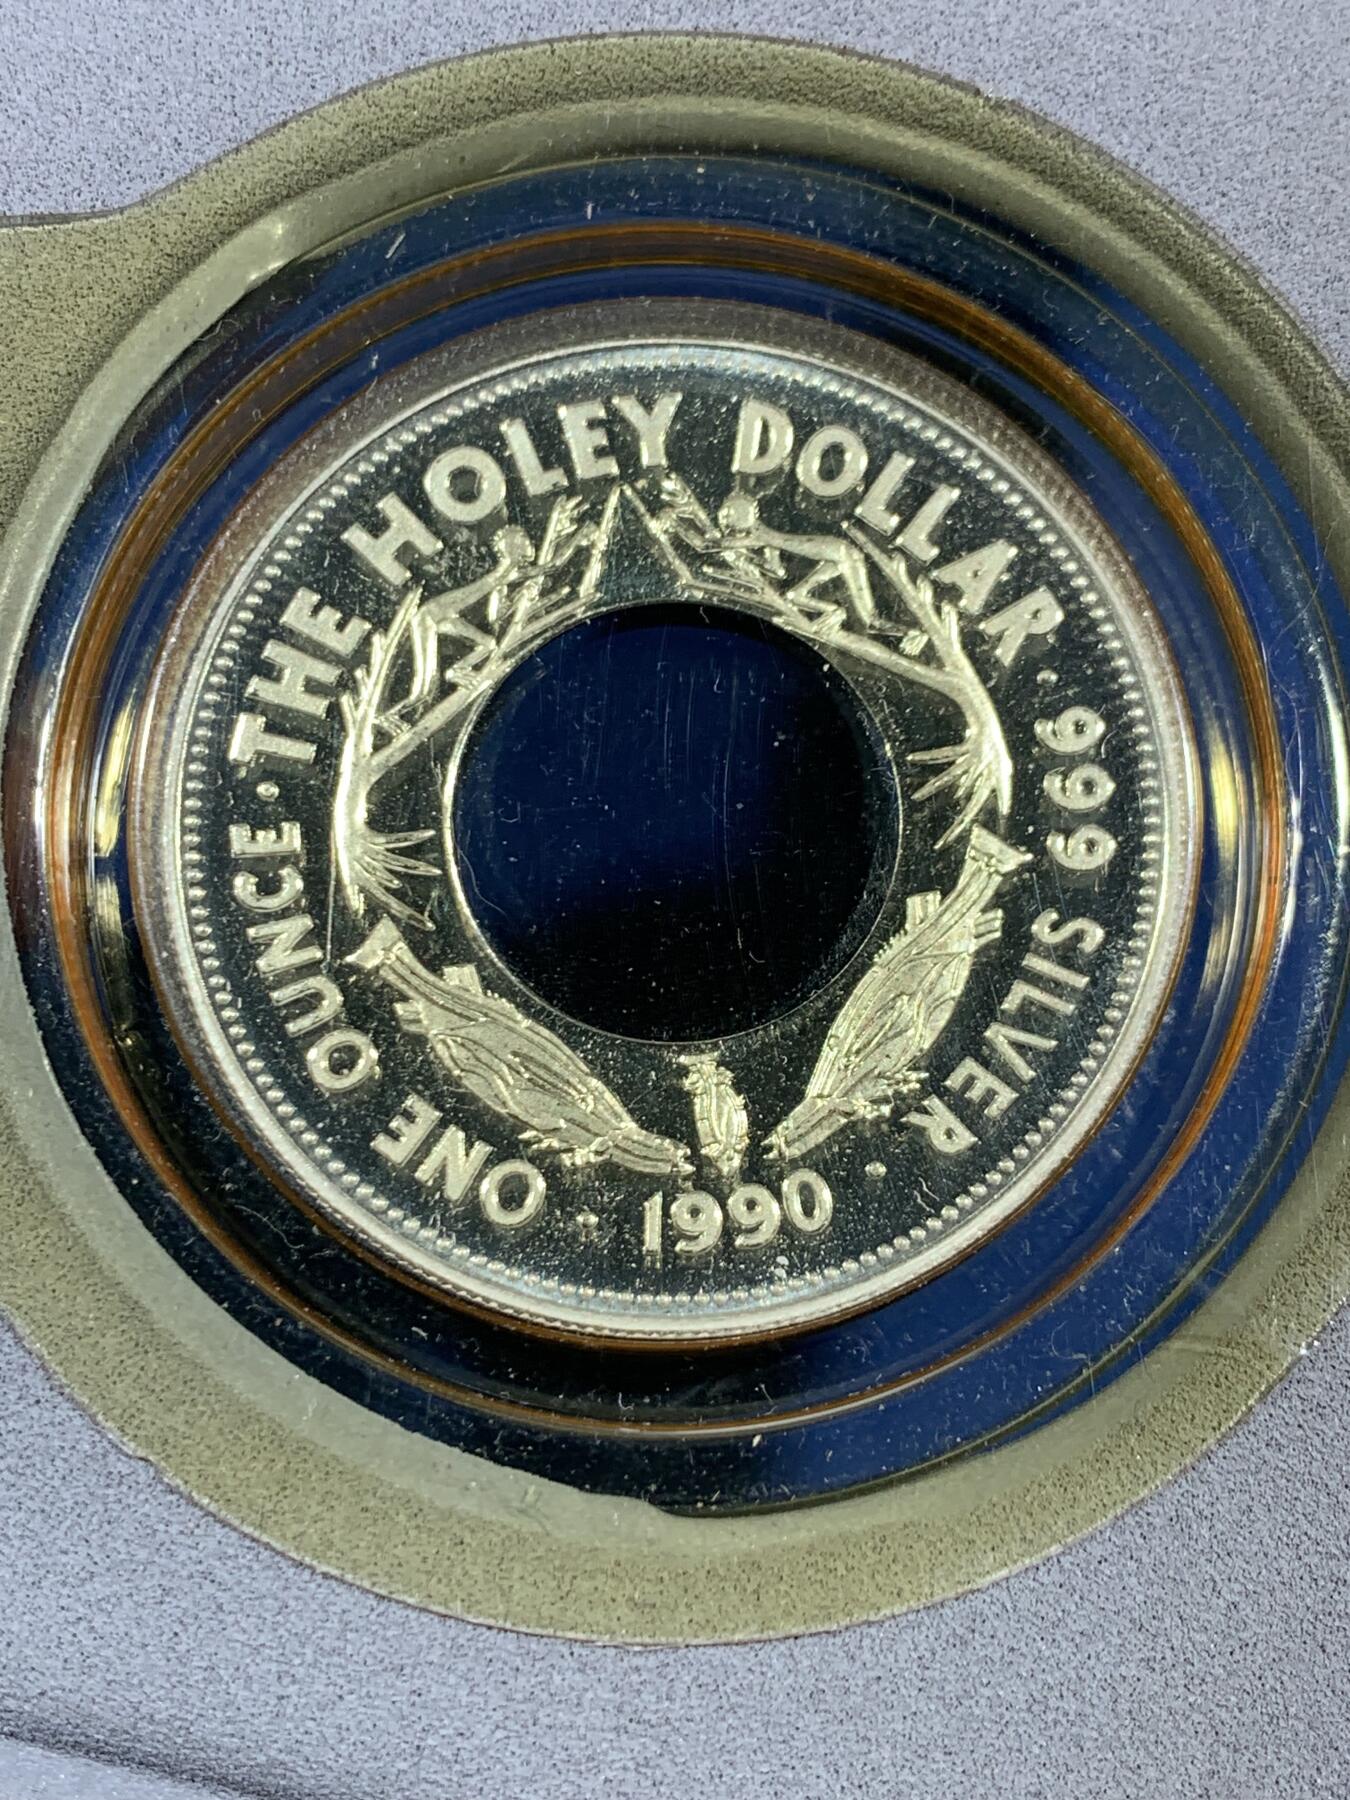 THE HOLEY DOLLAR · 999 SILVER · 1990 · ONE OUNCE ·